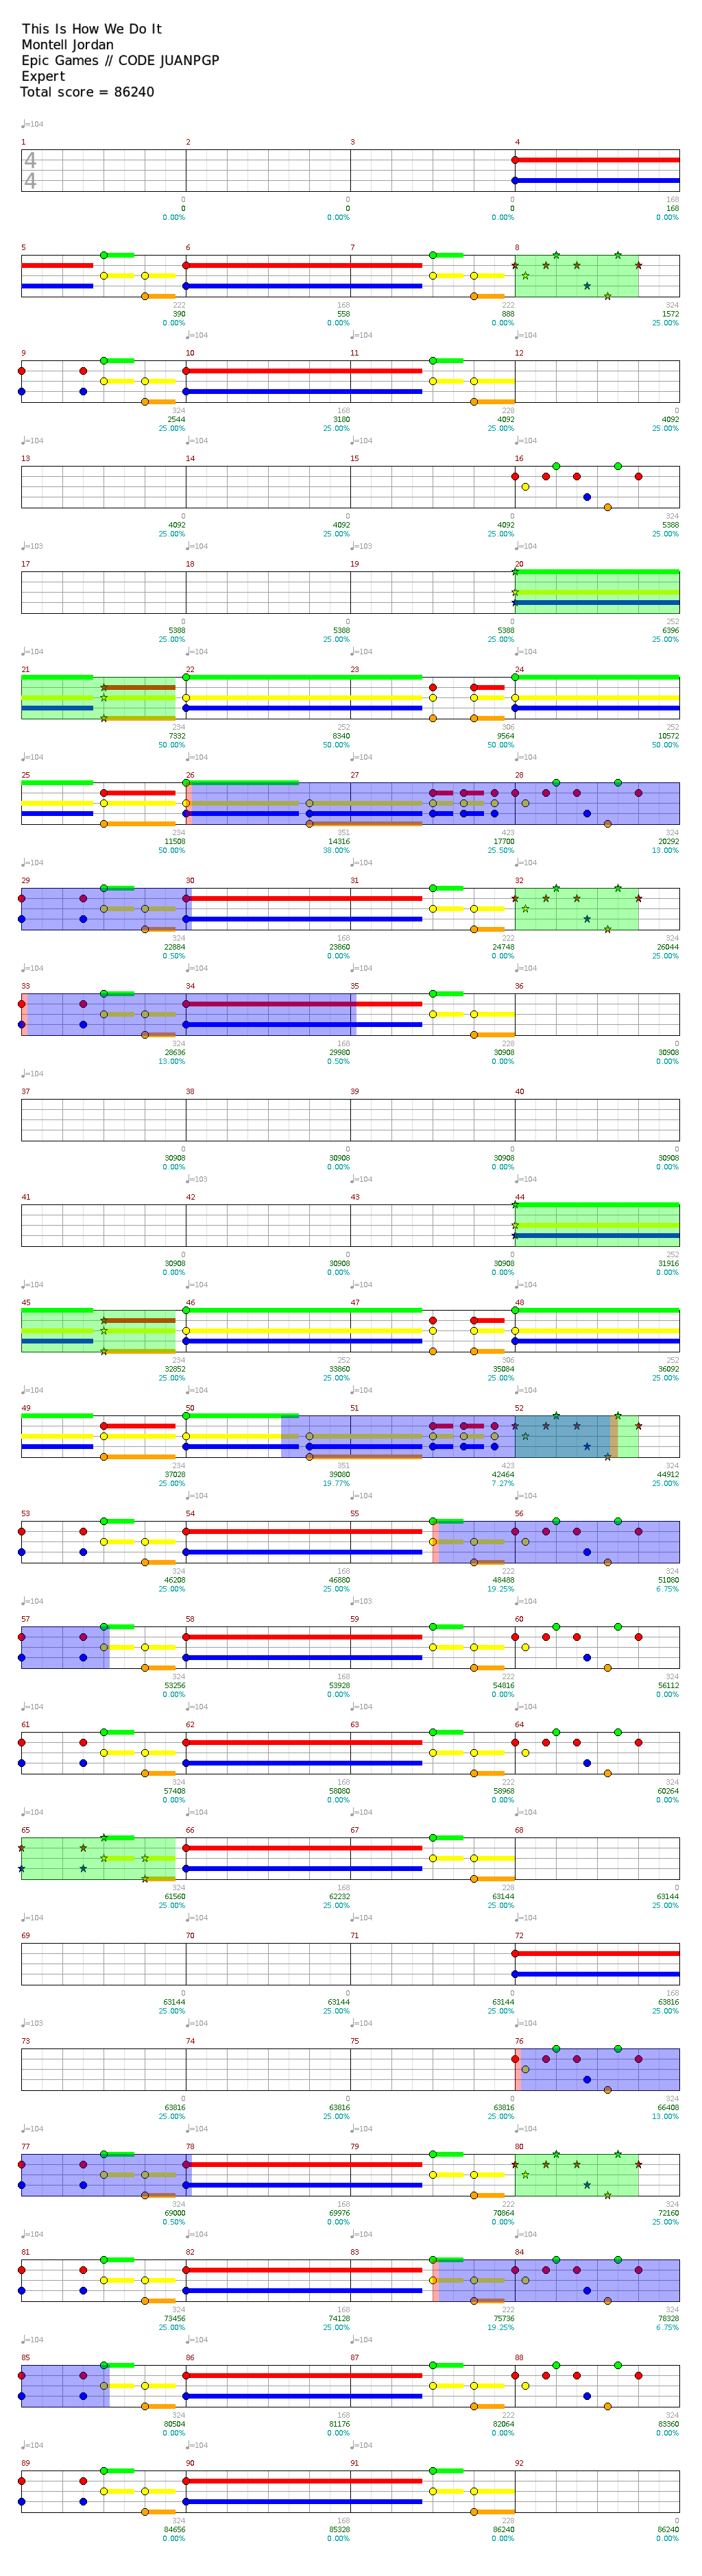 This Is How We Do It
Montell Jordan
Epic Games // CODE JUANPGP
Expert
Total score = 86240
♩=104
1 2 3 4
4
4
0 0 0 168
0 0 0 168
0.00% 0.00% 0.00% 0.00%
5 6 7 8
222 168 222 324
390 558 888 1572
0.00% 0.00% 0.00% 25.00%
♩=104 ♩=104
9 10 11 12
324 168 228 0
2544 3180 4092 4092
25.00% 25.00% 25.00% 25.00%
♩=104 ♩=104 ♩=104 ♩=104
13 14 15 16
0 0 0 324
4092 4092 4092 5388
25.00% 25.00% 25.00% 25.00%
♩=103 ♩=104 ♩=103 ♩=104
17 18 19 20
0 0 0 252
5388 5388 5388 6396
25.00% 25.00% 25.00% 25.00%
♩=104 ♩=104 ♩=104 ♩=104
21 22 23 24
234 252 306 252
7332 8340 9564 10572
50.00% 50.00% 50.00% 50.00%
♩=104 ♩=104 ♩=104 ♩=104
25 26 27 28
234 351 423 324
11508 14316 17700 20292
50.00% 38.00% 25.50% 13.00%
♩=104 ♩=104 ♩=104 ♩=104
29 30 31 32
324 168 222 324
22884 23860 24748 26044
0.50% 0.00% 0.00% 25.00%
♩=104 ♩=104 ♩=104 ♩=104
33 34 35 36
324 168 228 0
28636 29980 30908 30908
13.00% 0.50% 0.00% 0.00%
♩=104
37 38 39 40
0 0 0 0
30908 30908 30908 30908
0.00% 0.00% 0.00% 0.00%
♩=103 ♩=104
41 42 43 44
0 0 0 252
30908 30908 30908 31916
0.00% 0.00% 0.00% 0.00%
♩=104 ♩=104 ♩=104 ♩=104
45 46 47 48
234 252 306 252
32852 33860 35084 36092
25.00% 25.00% 25.00% 25.00%
♩=104 ♩=104 ♩=104 ♩=104
49 50 51 52
234 351 423 324
37028 39080 42464 44912
25.00% 19.77% 7.27% 25.00%
♩=104 ♩=104 ♩=104
53 54 55 56
324 168 222 324
46208 46880 48488 51080
25.00% 25.00% 19.25% 6.75%
♩=104 ♩=104 ♩=103 ♩=104
57 58 59 60
324 168 222 324
53256 53928 54816 56112
0.00% 0.00% 0.00% 0.00%
♩=104 ♩=104 ♩=104 ♩=104
61 62 63 64
324 168 222 324
57408 58080 58968 60264
0.00% 0.00% 0.00% 0.00%
♩=104 ♩=104 ♩=104
65 66 67 68
324 168 228 0
61560 62232 63144 63144
25.00% 25.00% 25.00% 25.00%
♩=104 ♩=104 ♩=104 ♩=104
69 70 71 72
0 0 0 168
63144 63144 63144 63816
25.00% 25.00% 25.00% 25.00%
♩=103 ♩=104 ♩=104 ♩=104
73 74 75 76
0 0 0 324
63816 63816 63816 66408
25.00% 25.00% 25.00% 13.00%
♩=104 ♩=104 ♩=104 ♩=104
77 78 79 80
324 168 222 324
69000 69976 70864 72160
0.50% 0.00% 0.00% 25.00%
♩=104 ♩=104 ♩=104 ♩=104
81 82 83 84
324 168 222 324
73456 74128 75736 78328
25.00% 25.00% 19.25% 6.75%
♩=104 ♩=104 ♩=104 ♩=104
85 86 87 88
324 168 222 324
80504 81176 82064 83360
0.00% 0.00% 0.00% 0.00%
♩=104 ♩=104 ♩=104
89 90 91 92
324 168 228 0
84656 85328 86240 86240
0.00% 0.00% 0.00% 0.00%